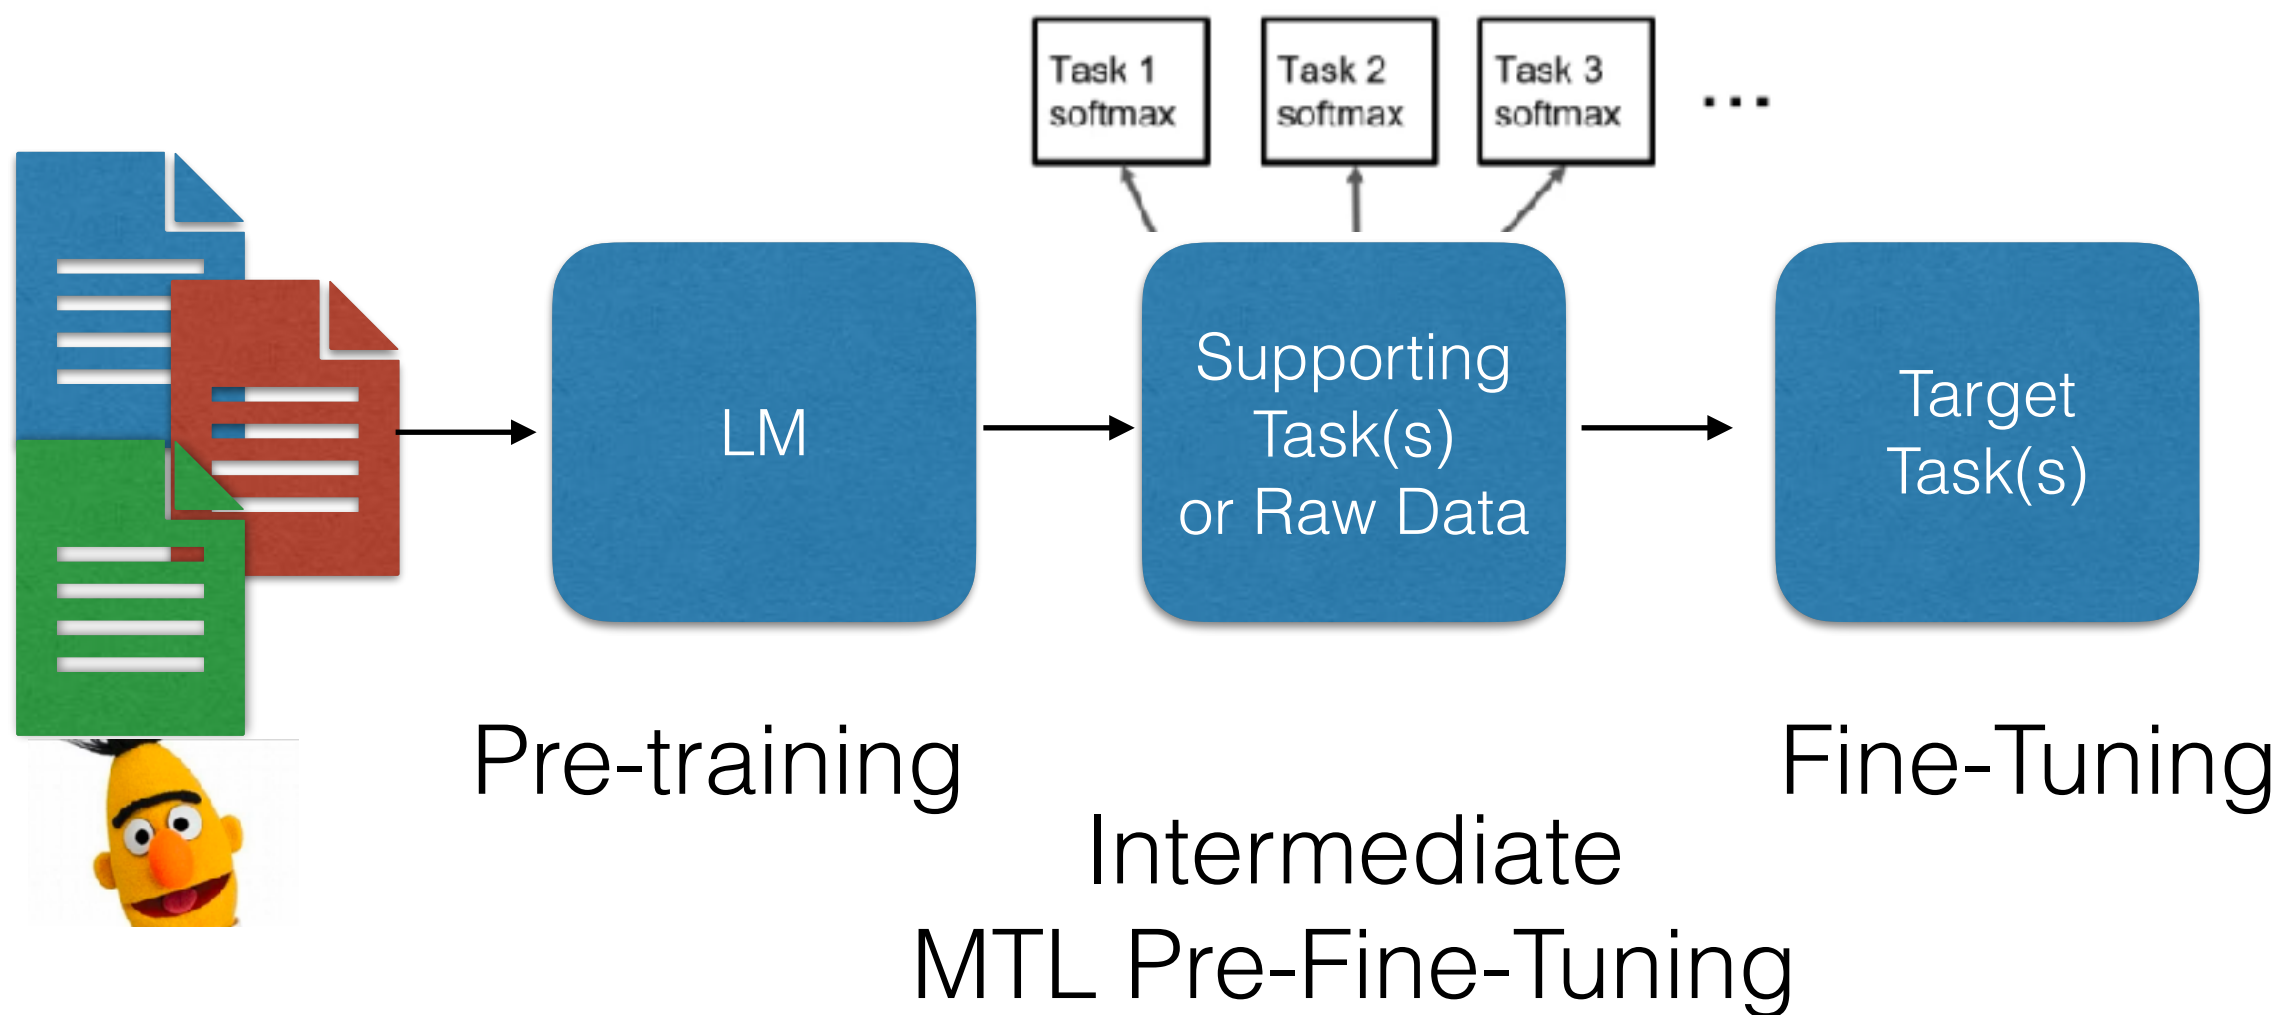 Task 1
softmax
Task 2
softmax
Task 3
softmax
...
LM
Supporting
Task(s)
or Raw Data
Target
Task(s)
Pre-training
Intermediate
MTL Pre-Fine-Tuning
Fine-Tuning